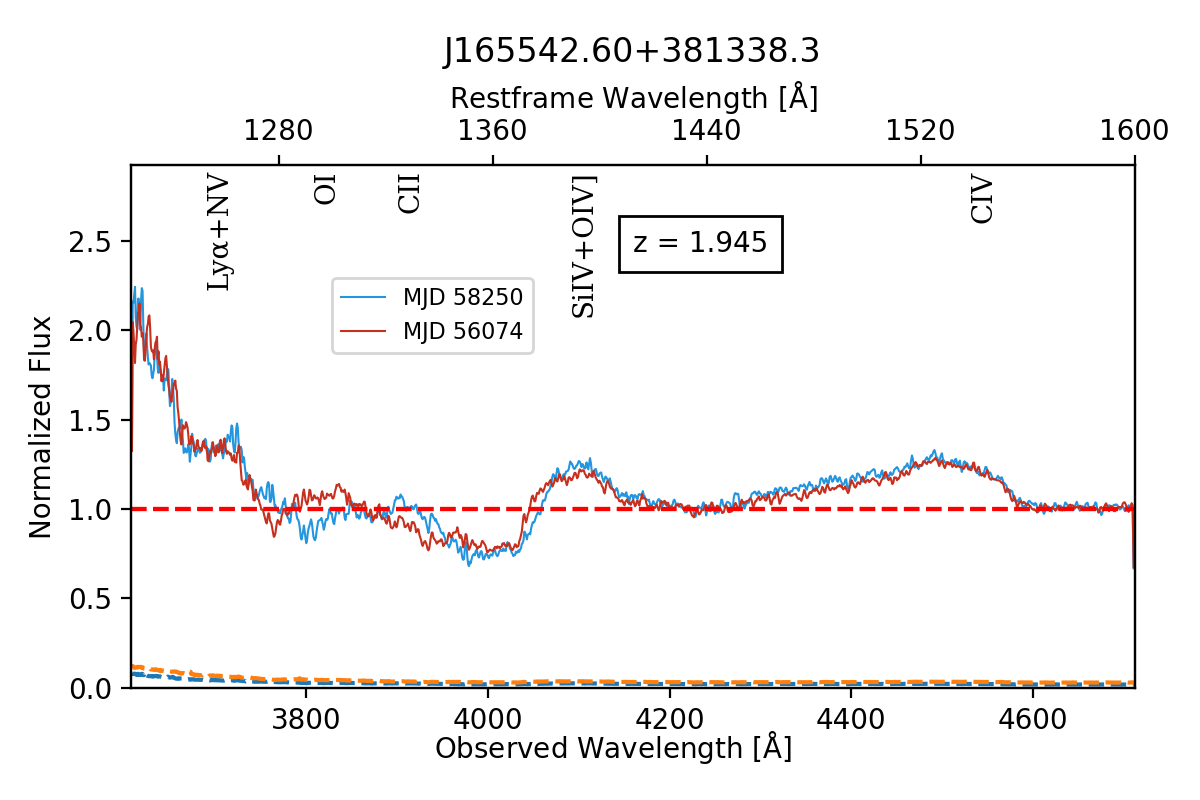 J165542.60+381338.3
Restframe Wavelength [Å]
1280 1360 1440 1520 1600
Lyα+NV
OI
CII
SiIV+OIV]
CIV
z = 1.945
MJD 58250
MJD 56074
Normalized Flux
2.5
2.0
1.5
1.0
0.5
0.0
3800 4000 4200 4400 4600
Observed Wavelength [Å]